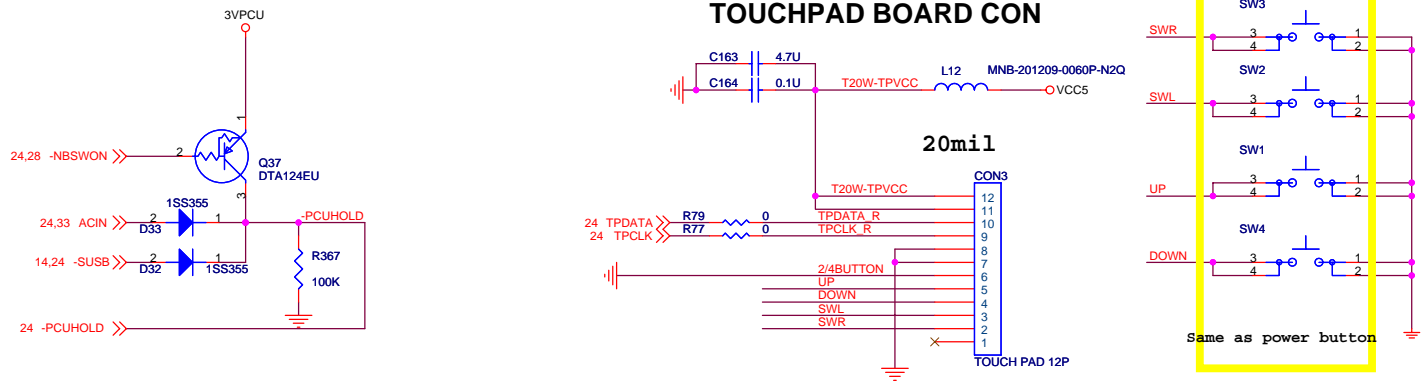 3VPCU
1
24,28 -NBSWON
2
Q37
DTA124EU
3
1SS355
24,33 ACIN
2
1
D33
-PCUHOLD
14,24 -SUSB
2
1
D32
1SS355
R367
100K
24 -PCUHOLD
TOUCHPAD BOARD CON
C163
4.7U
C164
0.1U
T20W-TPVCC
L12
MNB-201209-0060P-N2Q
VCC5
20mil
CON3
T20W-TPVCC
12
11
24 TPDATA
R79
0
TPDATA_R
10
24 TPCLK
R77
0
TPCLK_R
9
8
7
2/4BUTTON
6
UP
5
DOWN
4
SWL
3
SWR
2
1
TOUCH PAD 12P
SW3
SWR
3
4
1
2
SW2
SWL
3
4
1
2
SW1
UP
3
4
1
2
SW4
DOWN
3
4
1
2
Same as power button